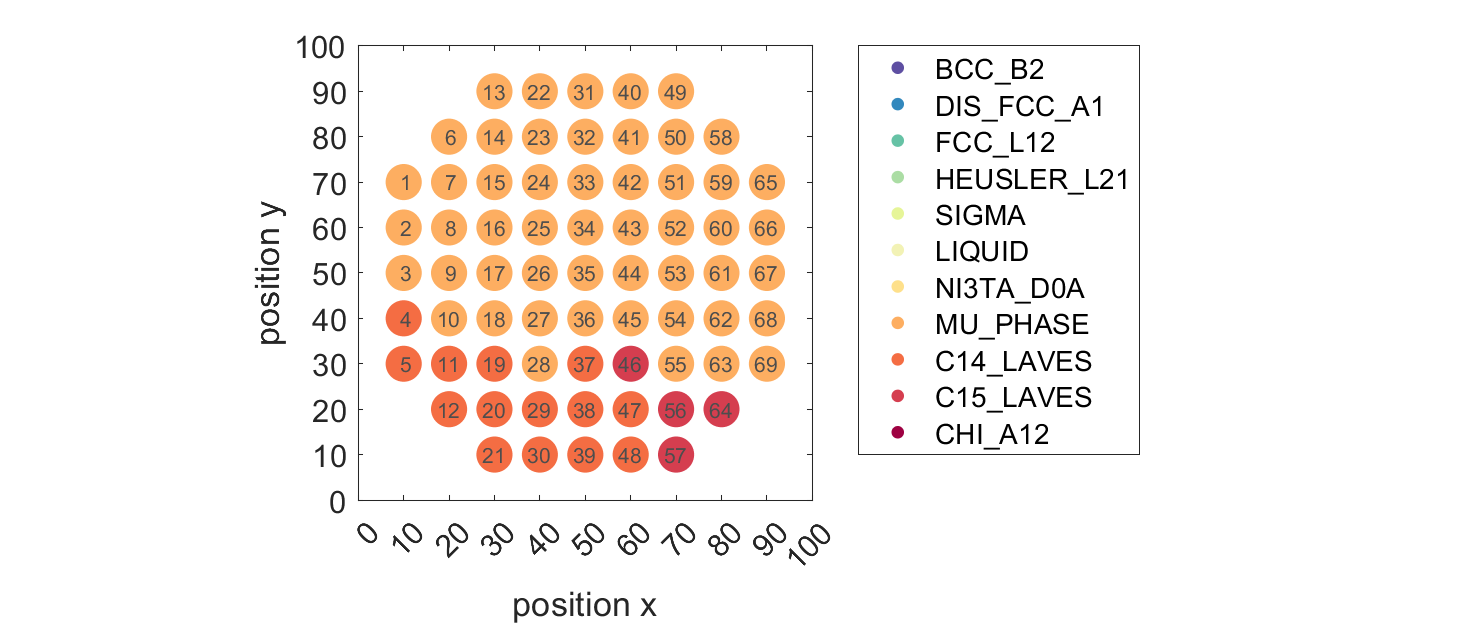 100
90
80
70
60
50
40
30
20
10
0
position y
13 22 31 40 49
6 14 23 32 41 50 58
1 7 15 24 33 42 51 59 65
2 8 16 25 34 43 52 60 66
3 9 17 26 35 44 53 61 67
4 10 18 27 36 45 54 62 68
5 11 19 28 37 46 55 63 69
12 20 29 38 47 56 64
21 30 39 48 57
0 10 20 30 40 50 60 70 80 90 100
position x
BCC_B2
DIS_FCC_A1
FCC_L12
HEUSLER_L21
SIGMA
LIQUID
NI3TA_D0A
MU_PHASE
C14_LAVES
C15_LAVES
CHI_A12